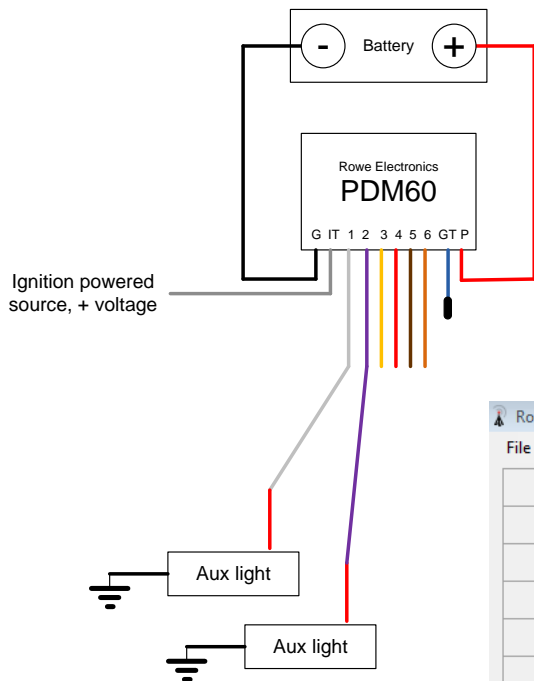 - Battery +
Rowe Electronics
PDM60
G IT 1 2 3 4 5 6 GT P
Ignition powered
source, + voltage
Ro
File
Aux light
Aux light